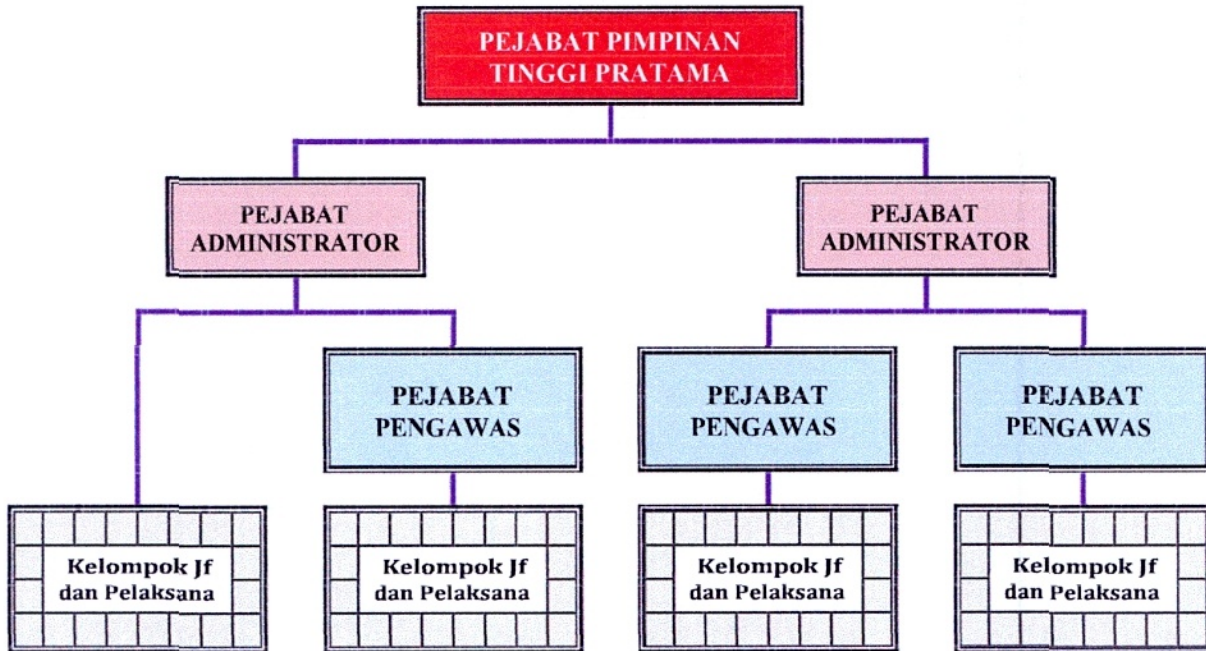 PEJABAT PIMPINAN
TINGGI PRATAMA
PEJABAT
ADMINISTRATOR
PEJABAT
ADMINISTRATOR
PEJABAT
PENGAWAS
PEJABAT
PENGAWAS
PEJABAT
PENGAWAS
Kelompok Jf
dan Pelaksana
Kelompok Jf
dan Pelaksana
Kelompok Jf
dan Pelaksana
Kelompok Jf
dan Pelaksana